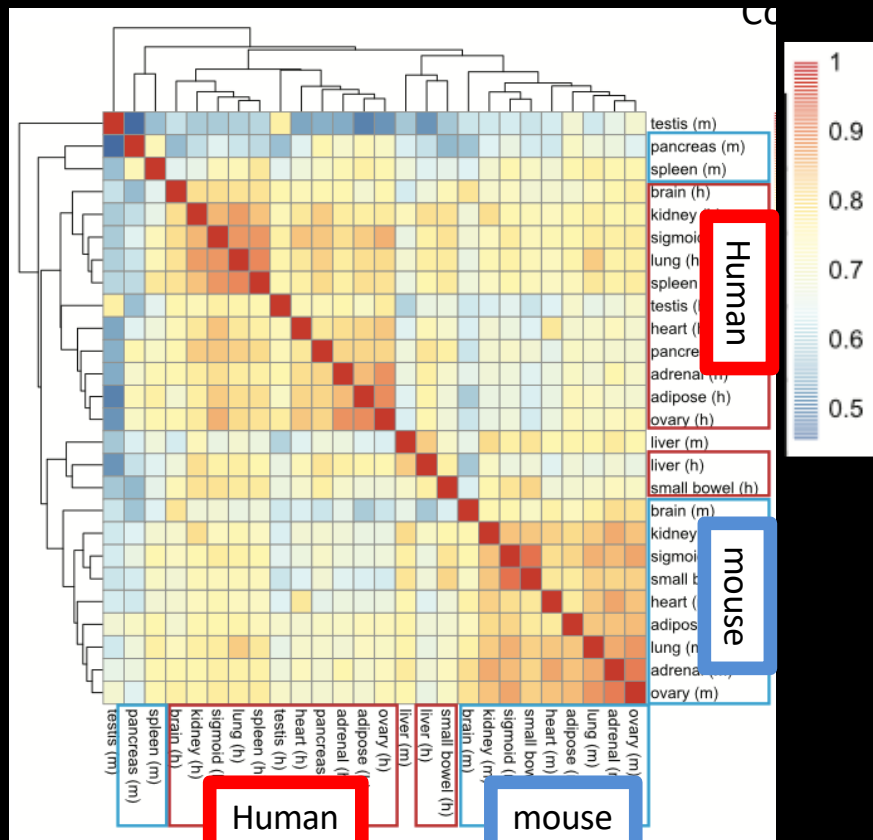 Co
1
0.9
0.8
0.7
0.6
0.5
testis (m)
pancreas (m)
spleen (m)
brain (h)
kidney
sigmoid
lung (h
spleen
testis (
heart (
pancre
adrenal (h)
adipose (h)
ovary (h)
liver (m)
liver (h)
small bowel (h)
brain (m)
kidney
sigmoi
small b
heart (
adipos
lung (m
adrenal
ovary (m)
Human
mouse
testis (m)
pancreas (m)
spleen (m)
brain (h)
kidney (h)
sigmoid (
lung (h)
spleen (h
testis (h)
heart (h)
pancreas
adrenal (h
adipose (
ovary (h)
liver (m)
liver (h)
small bowel (h)
brain (m)
kidney (m
sigmoid (
small bow
heart (m)
adipose (
lung (m)
adrenal (
ovary (m)
Human
mouse